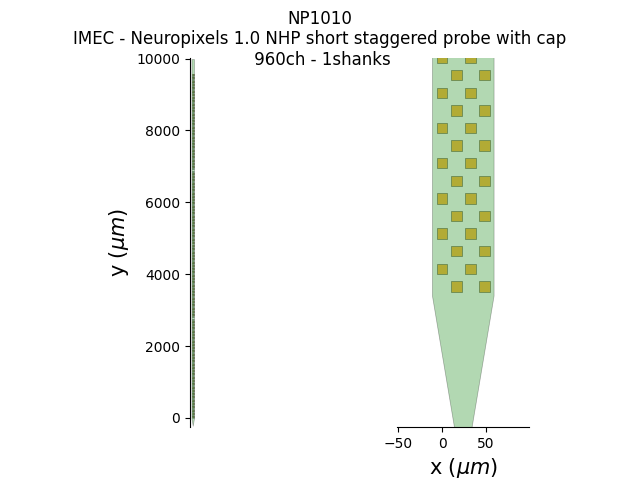 NP1010
IMEC - Neuropixels 1.0 NHP short staggered probe with cap
960ch - 1shanks
10000
8000
6000
4000
2000
0
y (μm)
−50 0 50
x (μm)